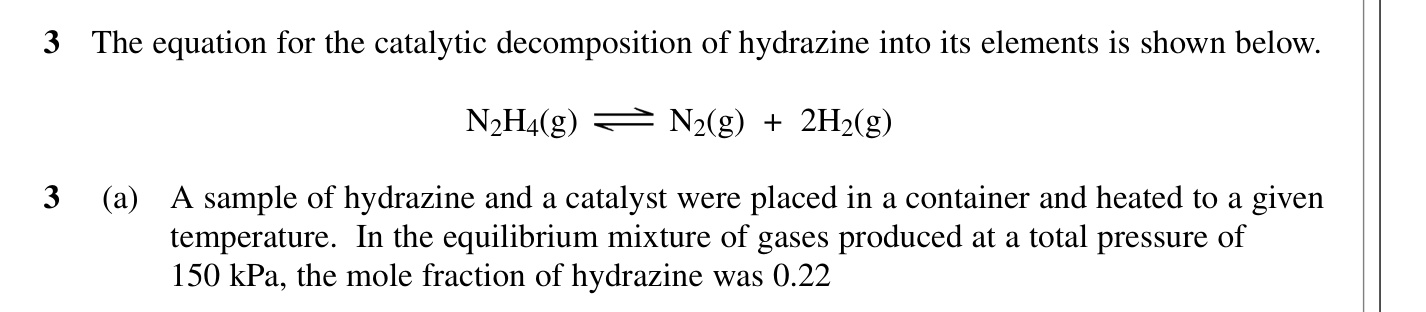 3 The equation for the catalytic decomposition of hydrazine into its elements is shown below.
N₂H₄(g) ⇌ N₂(g) + 2H₂(g)
3 (a) A sample of hydrazine and a catalyst were placed in a container and heated to a given
temperature. In the equilibrium mixture of gases produced at a total pressure of
150 kPa, the mole fraction of hydrazine was 0.22